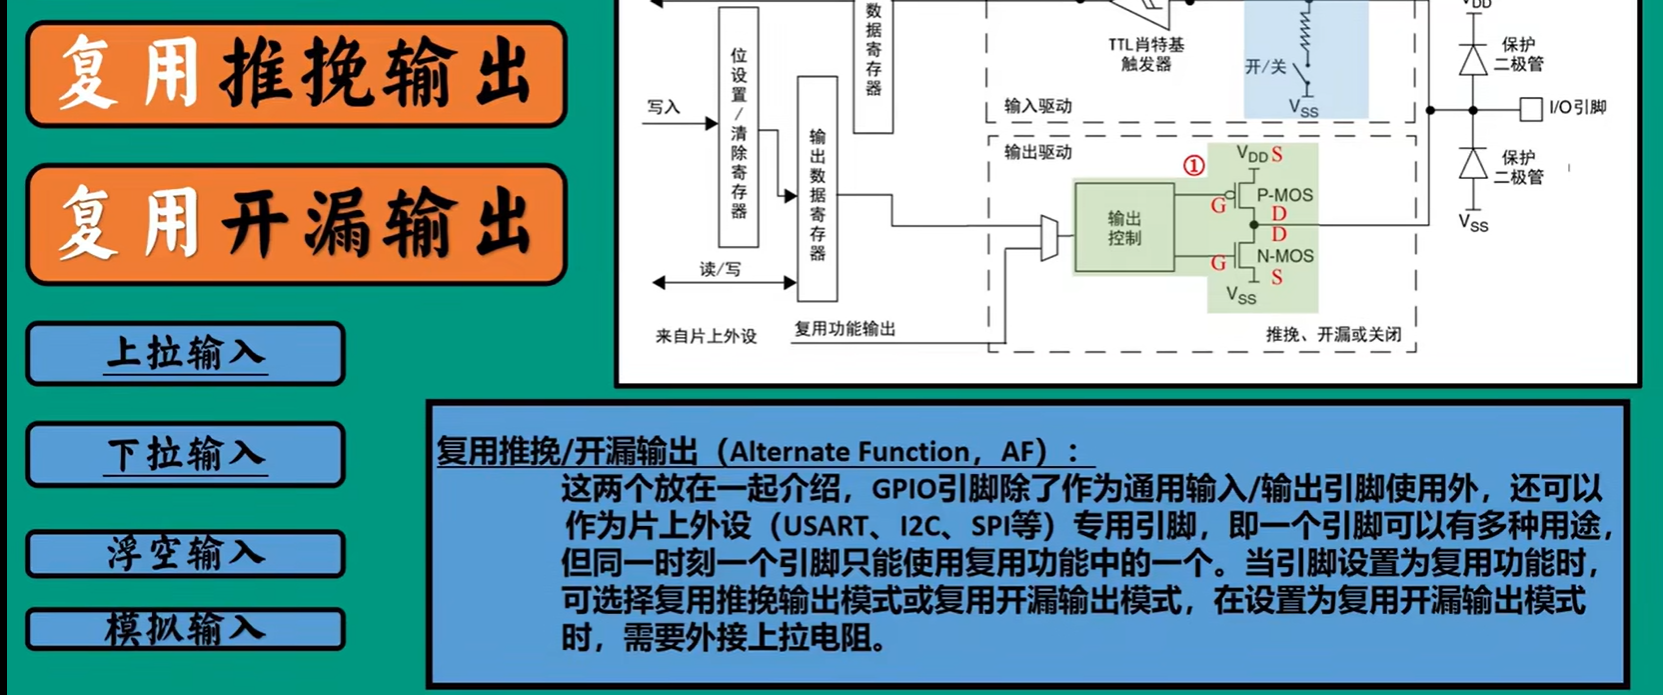 复用推挽输出
复用开漏输出
上拉输入
下拉输入
浮空输入
模拟输入
数据寄存器
位设置/清除寄存器
写入
输出数据寄存器
读/写
来自片上外设
复用功能输出
TTL肖特基
触发器
开/关
VSS
输入驱动
输出驱动
①
VDD S
G
P-MOS
D
D
G
N-MOS
S
VSS
输出
控制
推挽、开漏或关闭
保护
二极管
I/O引脚
保护
二极管
VSS
复用推挽/开漏输出（Alternate Function，AF）：
这两个放在一起介绍，GPIO引脚除了作为通用输入/输出引脚使用外，还可以
作为片上外设（USART、I2C、SPI等）专用引脚，即一个引脚可以有多种用途，
但同一时刻一个引脚只能使用复用功能中的一个。当引脚设置为复用功能时，
可选择复用推挽输出模式或复用开漏输出模式，在设置为复用开漏输出模式
时，需要外接上拉电阻。